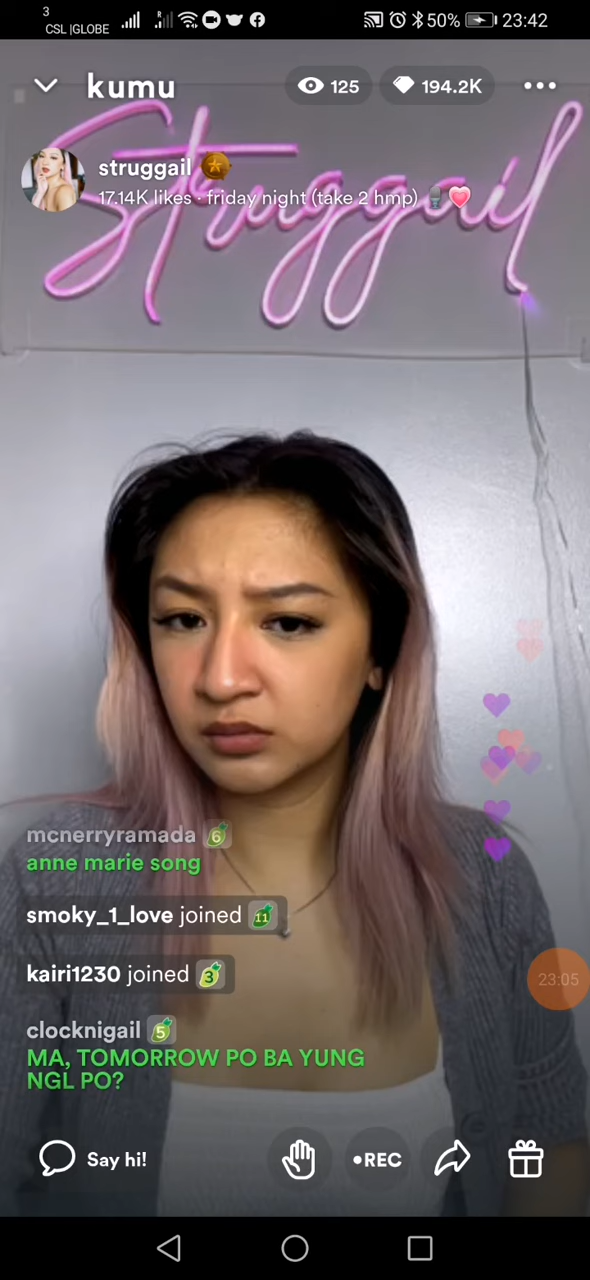 3
CSL |GLOBE
50%
23:42
kumu
125
194.2K
Struggail
struggail
17.14K likes · friday night (take 2 hmp)
mcnerryramada 6
anne marie song
smoky_1_love joined 11
kairi1230 joined 3
23:05
clocknigail 5
MA, TOMORROW PO BA YUNG
NGL PO?
Say hi!
•REC